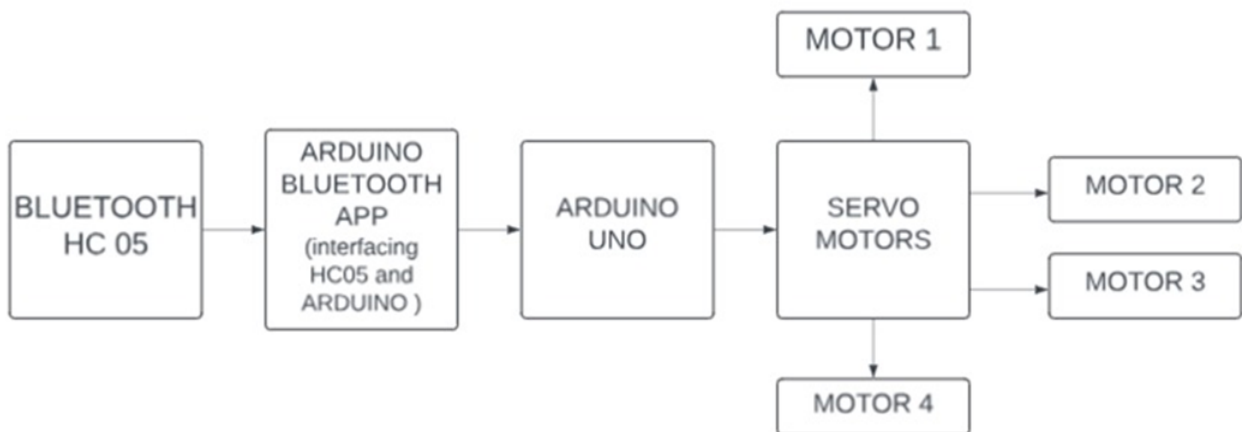 BLUETOOTH
HC 05
ARDUINO
BLUETOOTH
APP
(interfacing
HC05 and
ARDUINO )
ARDUINO
UNO
SERVO
MOTORS
MOTOR 1
MOTOR 2
MOTOR 3
MOTOR 4